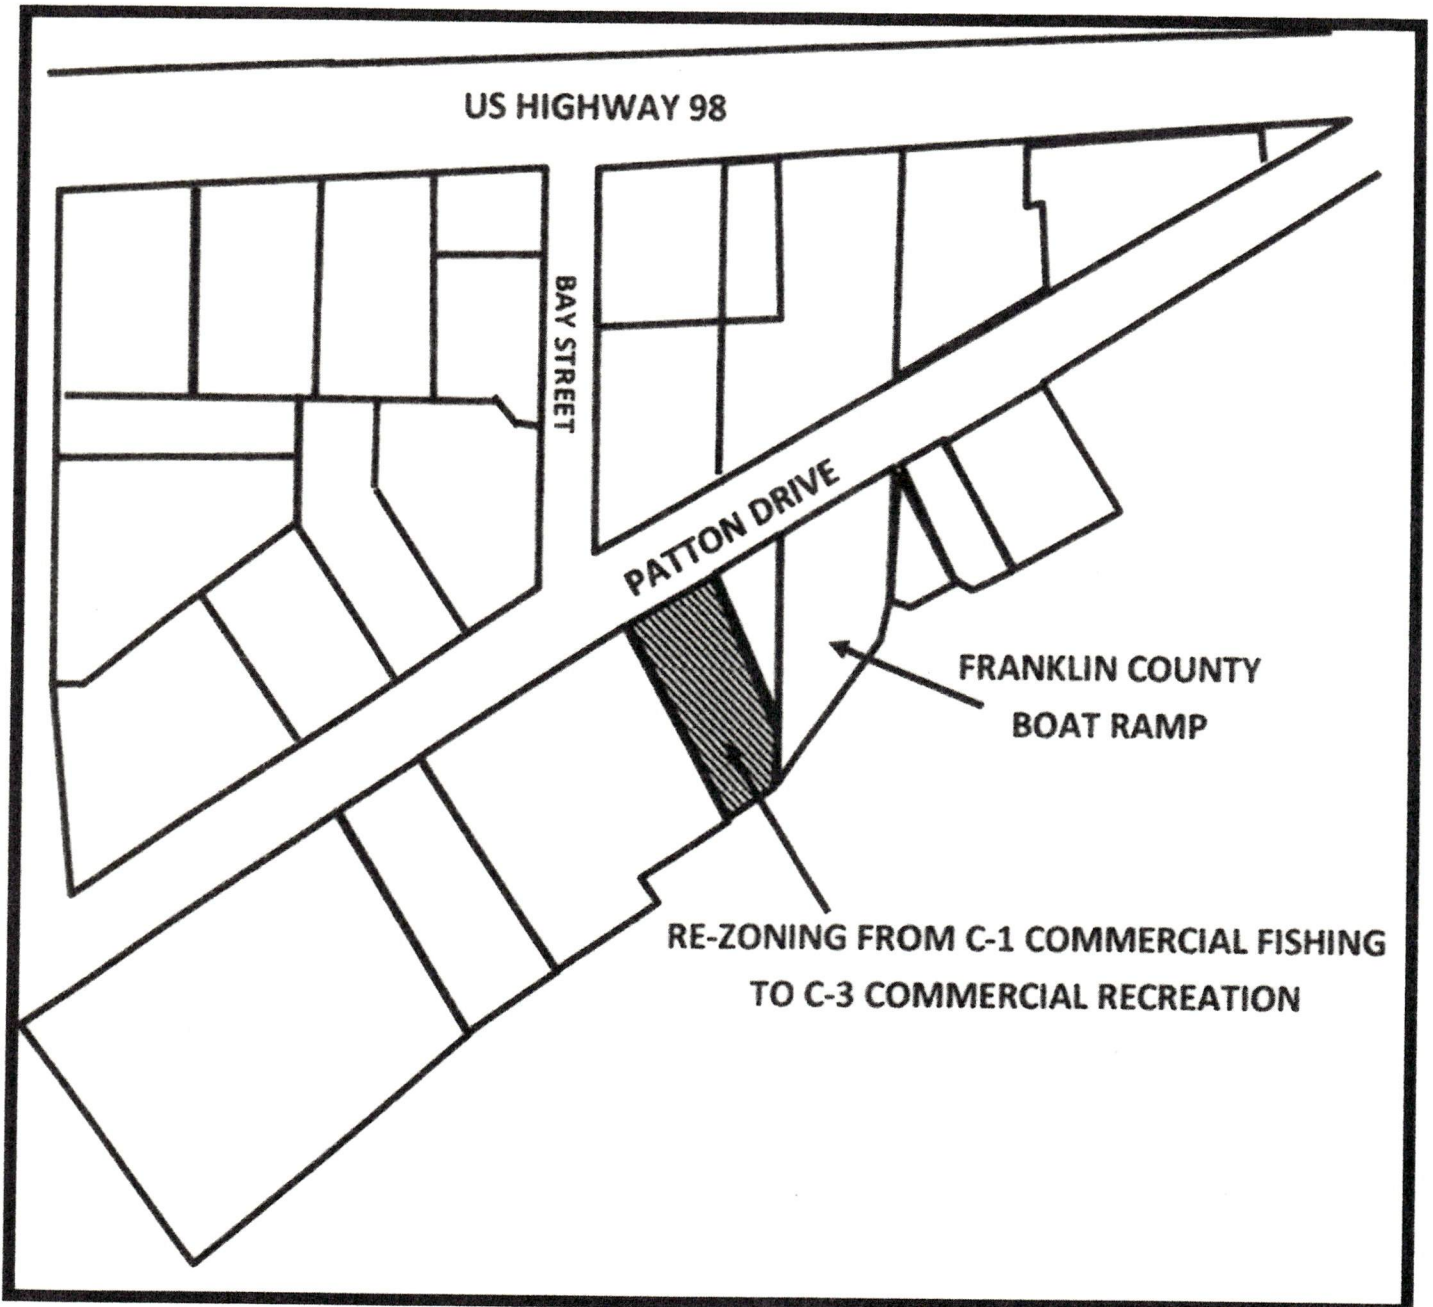 US HIGHWAY 98
BAY STREET
PATTON DRIVE
FRANKLIN COUNTY
BOAT RAMP
RE-ZONING FROM C-1 COMMERCIAL FISHING
TO C-3 COMMERCIAL RECREATION